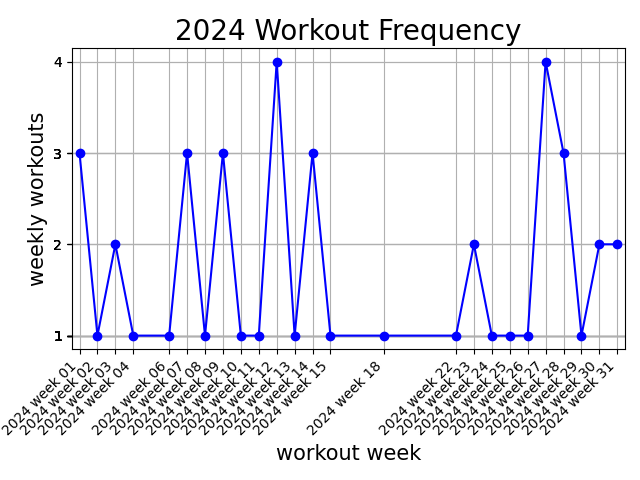 2024 Workout Frequency
4
3
2
1
weekly workouts
2024 week 01
2024 week 02
2024 week 03
2024 week 04
2024 week 06
2024 week 07
2024 week 08
2024 week 09
2024 week 10
2024 week 11
2024 week 12
2024 week 13
2024 week 14
2024 week 15
2024 week 18
2024 week 22
2024 week 23
2024 week 24
2024 week 25
2024 week 26
2024 week 27
2024 week 28
2024 week 29
2024 week 30
2024 week 31
workout week